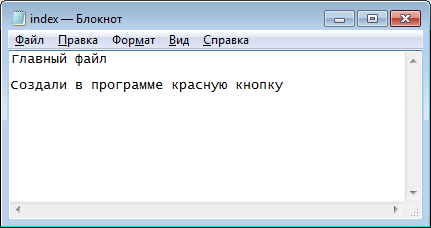 index — Блокнот
Файл Правка Формат Вид Справка
Главный файл
Создали в программе красную кнопку